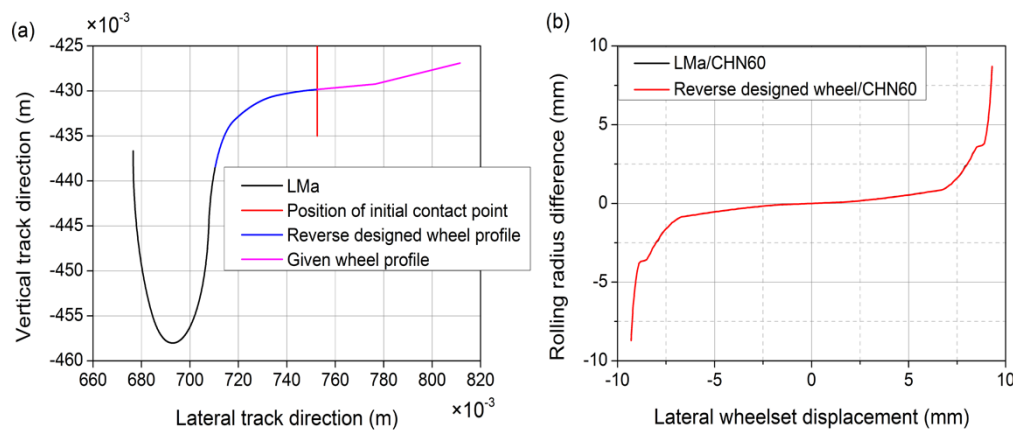 (a)
×10⁻³
-425
-430
-435
-440
-445
-450
-455
-460
Vertical track direction (m)
LMa
Position of initial contact point
Reverse designed wheel profile
Given wheel profile
660 680 700 720 740 760 780 800 820
Lateral track direction (m)
×10⁻³
(b)
10
5
0
-5
-10
Rolling radius difference (mm)
LMa/CHN60
Reverse designed wheel/CHN60
-10 -5 0 5 10
Lateral wheelset displacement (mm)